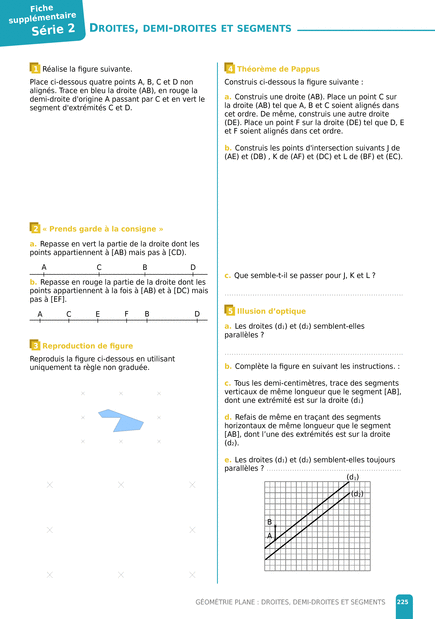 Fiche
supplémentaire
Série 2
DROITES, DEMI-DROITES ET SEGMENTS
1 Réalise la figure suivante.
Place ci-dessous quatre points A, B, C et D non
alignés. Trace en bleu la droite (AB), en rouge la
demi-droite d'origine A passant par C et en vert le
segment d'extrémités C et D.
2 « Prends garde à la consigne »
a. Repasse en vert la partie de la droite dont les
points appartiennent à [AB) mais pas à [CD).
A C B D
b. Repasse en rouge la partie de la droite dont les
points appartiennent à la fois à [AB) et à [DC) mais
pas à [EF].
A C E F B D
3 Reproduction de figure
Reproduis la figure ci-dessous en utilisant
uniquement ta règle non graduée.
4 Théorème de Pappus
Construis ci-dessous la figure suivante :
a. Construis une droite (AB). Place un point C sur
la droite (AB) tel que A, B et C soient alignés dans
cet ordre. De même, construis une autre droite
(DE). Place un point F sur la droite (DE) tel que D, E
et F soient alignés dans cet ordre.
b. Construis les points d'intersection suivants J de
(AE) et (DB) , K de (AF) et (DC) et L de (BF) et (EC).
c. Que semble-t-il se passer pour J, K et L ?
5 Illusion d'optique
a. Les droites (d₁) et (d₂) semblent-elles
parallèles ?
b. Complète la figure en suivant les instructions. :
c. Tous les demi-centimètres, trace des segments
verticaux de même longueur que le segment [AB],
dont une extrémité est sur la droite (d₁)
d. Refais de même en traçant des segments
horizontaux de même longueur que le segment
[AB], dont l'une des extrémités est sur la droite
(d₂).
e. Les droites (d₁) et (d₂) semblent-elles toujours
parallèles ?
(d₁)
(d₂)
B
A
GÉOMÉTRIE PLANE : DROITES, DEMI-DROITES ET SEGMENTS 225